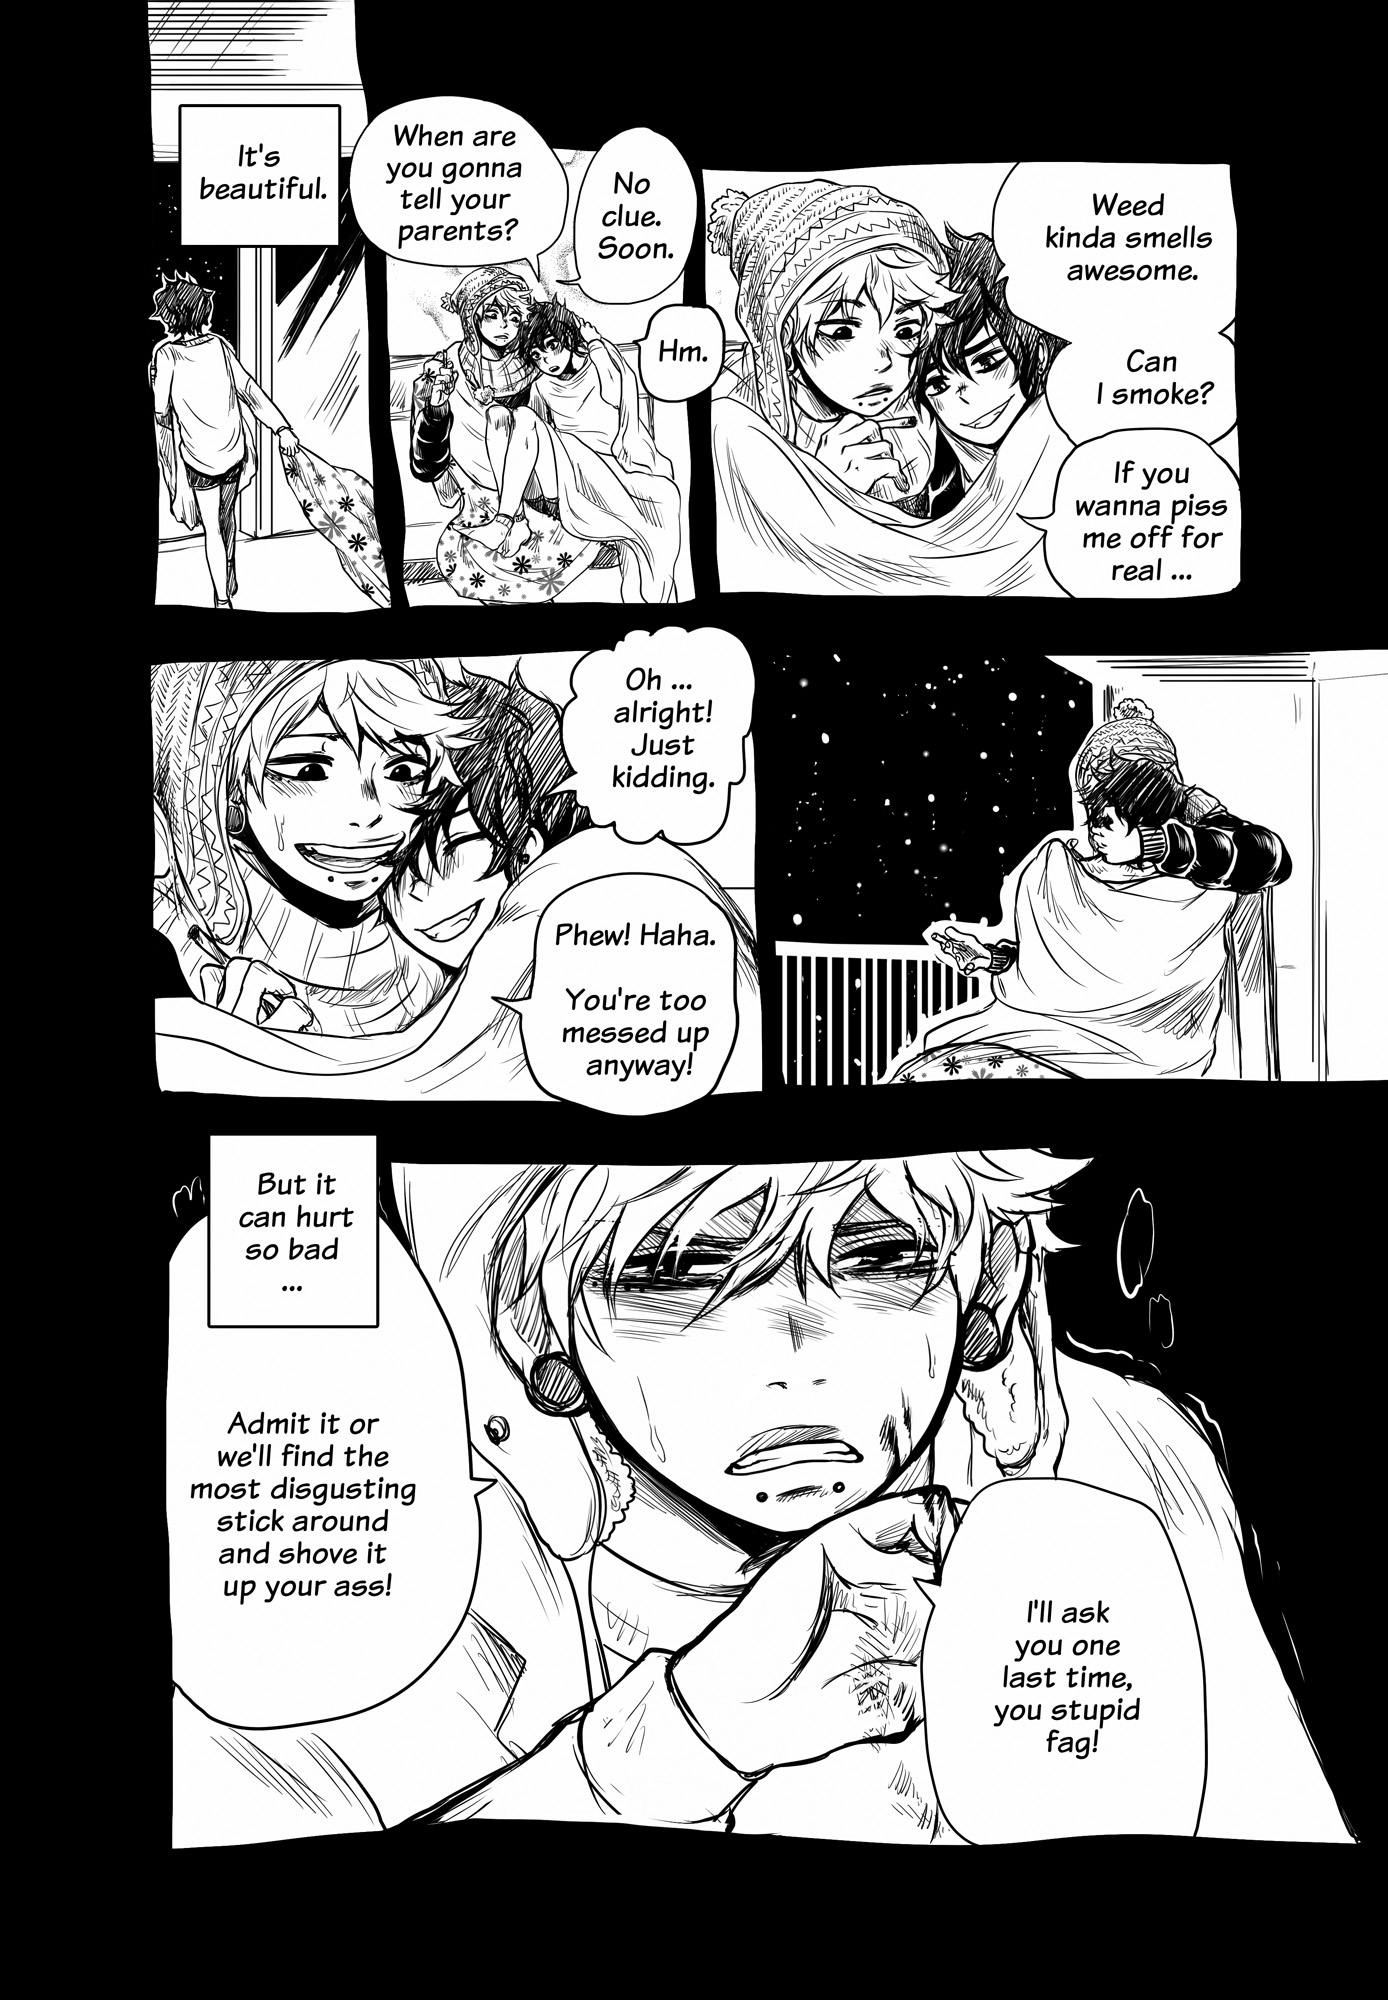 It's
beautiful.
When are
you gonna
tell your
parents?
No
clue.
Soon.
Hm.
Weed
kinda smells
awesome.
Can
I smoke?
If you
wanna piss
me off for
real ...
Oh ...
alright!
Just
kidding.
Phew! Haha.
You're too
messed up
anyway!
But it
can hurt
so bad
...
Admit it or
we'll find the
most disgusting
stick around
and shove it
up your ass!
I'll ask
you one
last time,
you stupid
fag!